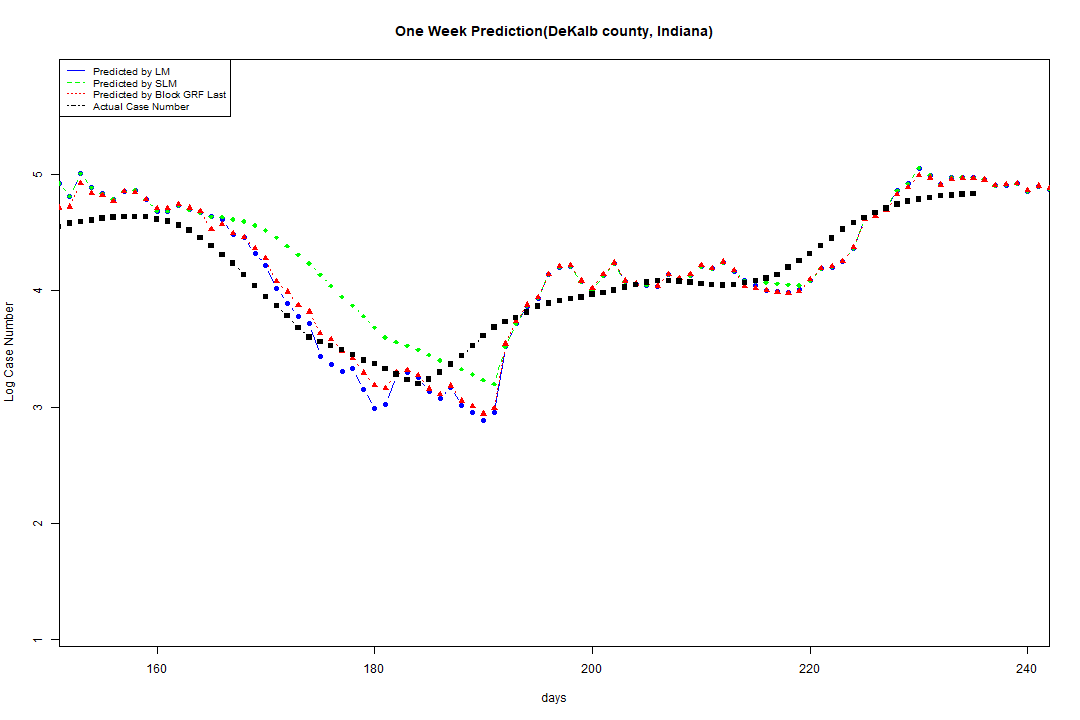 One Week Prediction(DeKalb county, Indiana)
Predicted by LM
Predicted by SLM
Predicted by Block GRF Last
Actual Case Number
5
4
3
2
1
Log Case Number
160 180 200 220 240
days